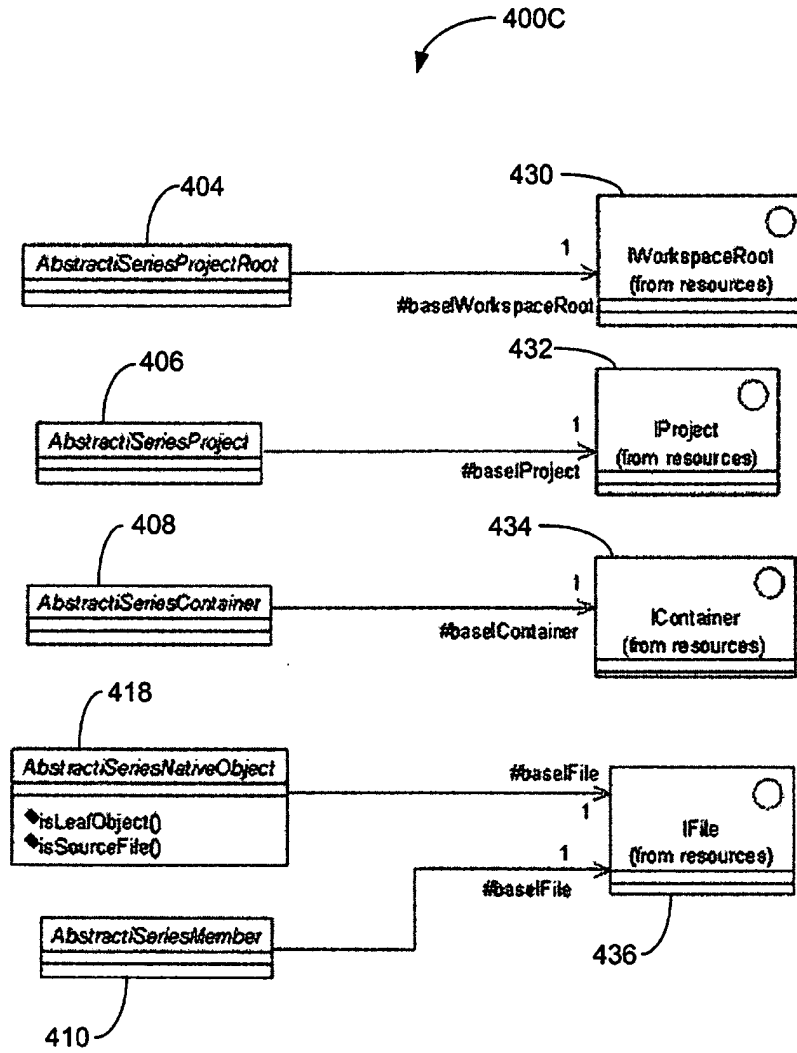 400C
404
430
AbstractiSeriesProjectRoot
1
#baseIWorkspaceRoot
IWorkspaceRoot
(from resources)
406
432
AbstractiSeriesProject
1
#baseIProject
IProject
(from resources)
408
434
AbstractiSeriesContainer
1
#baseIContainer
IContainer
(from resources)
418
AbstractiSeriesNativeObject
isLeafObject()
isSourceFile()
#baseIFile
1
IFile
(from resources)
1
#baseIFile
AbstractiSeriesMember
436
410